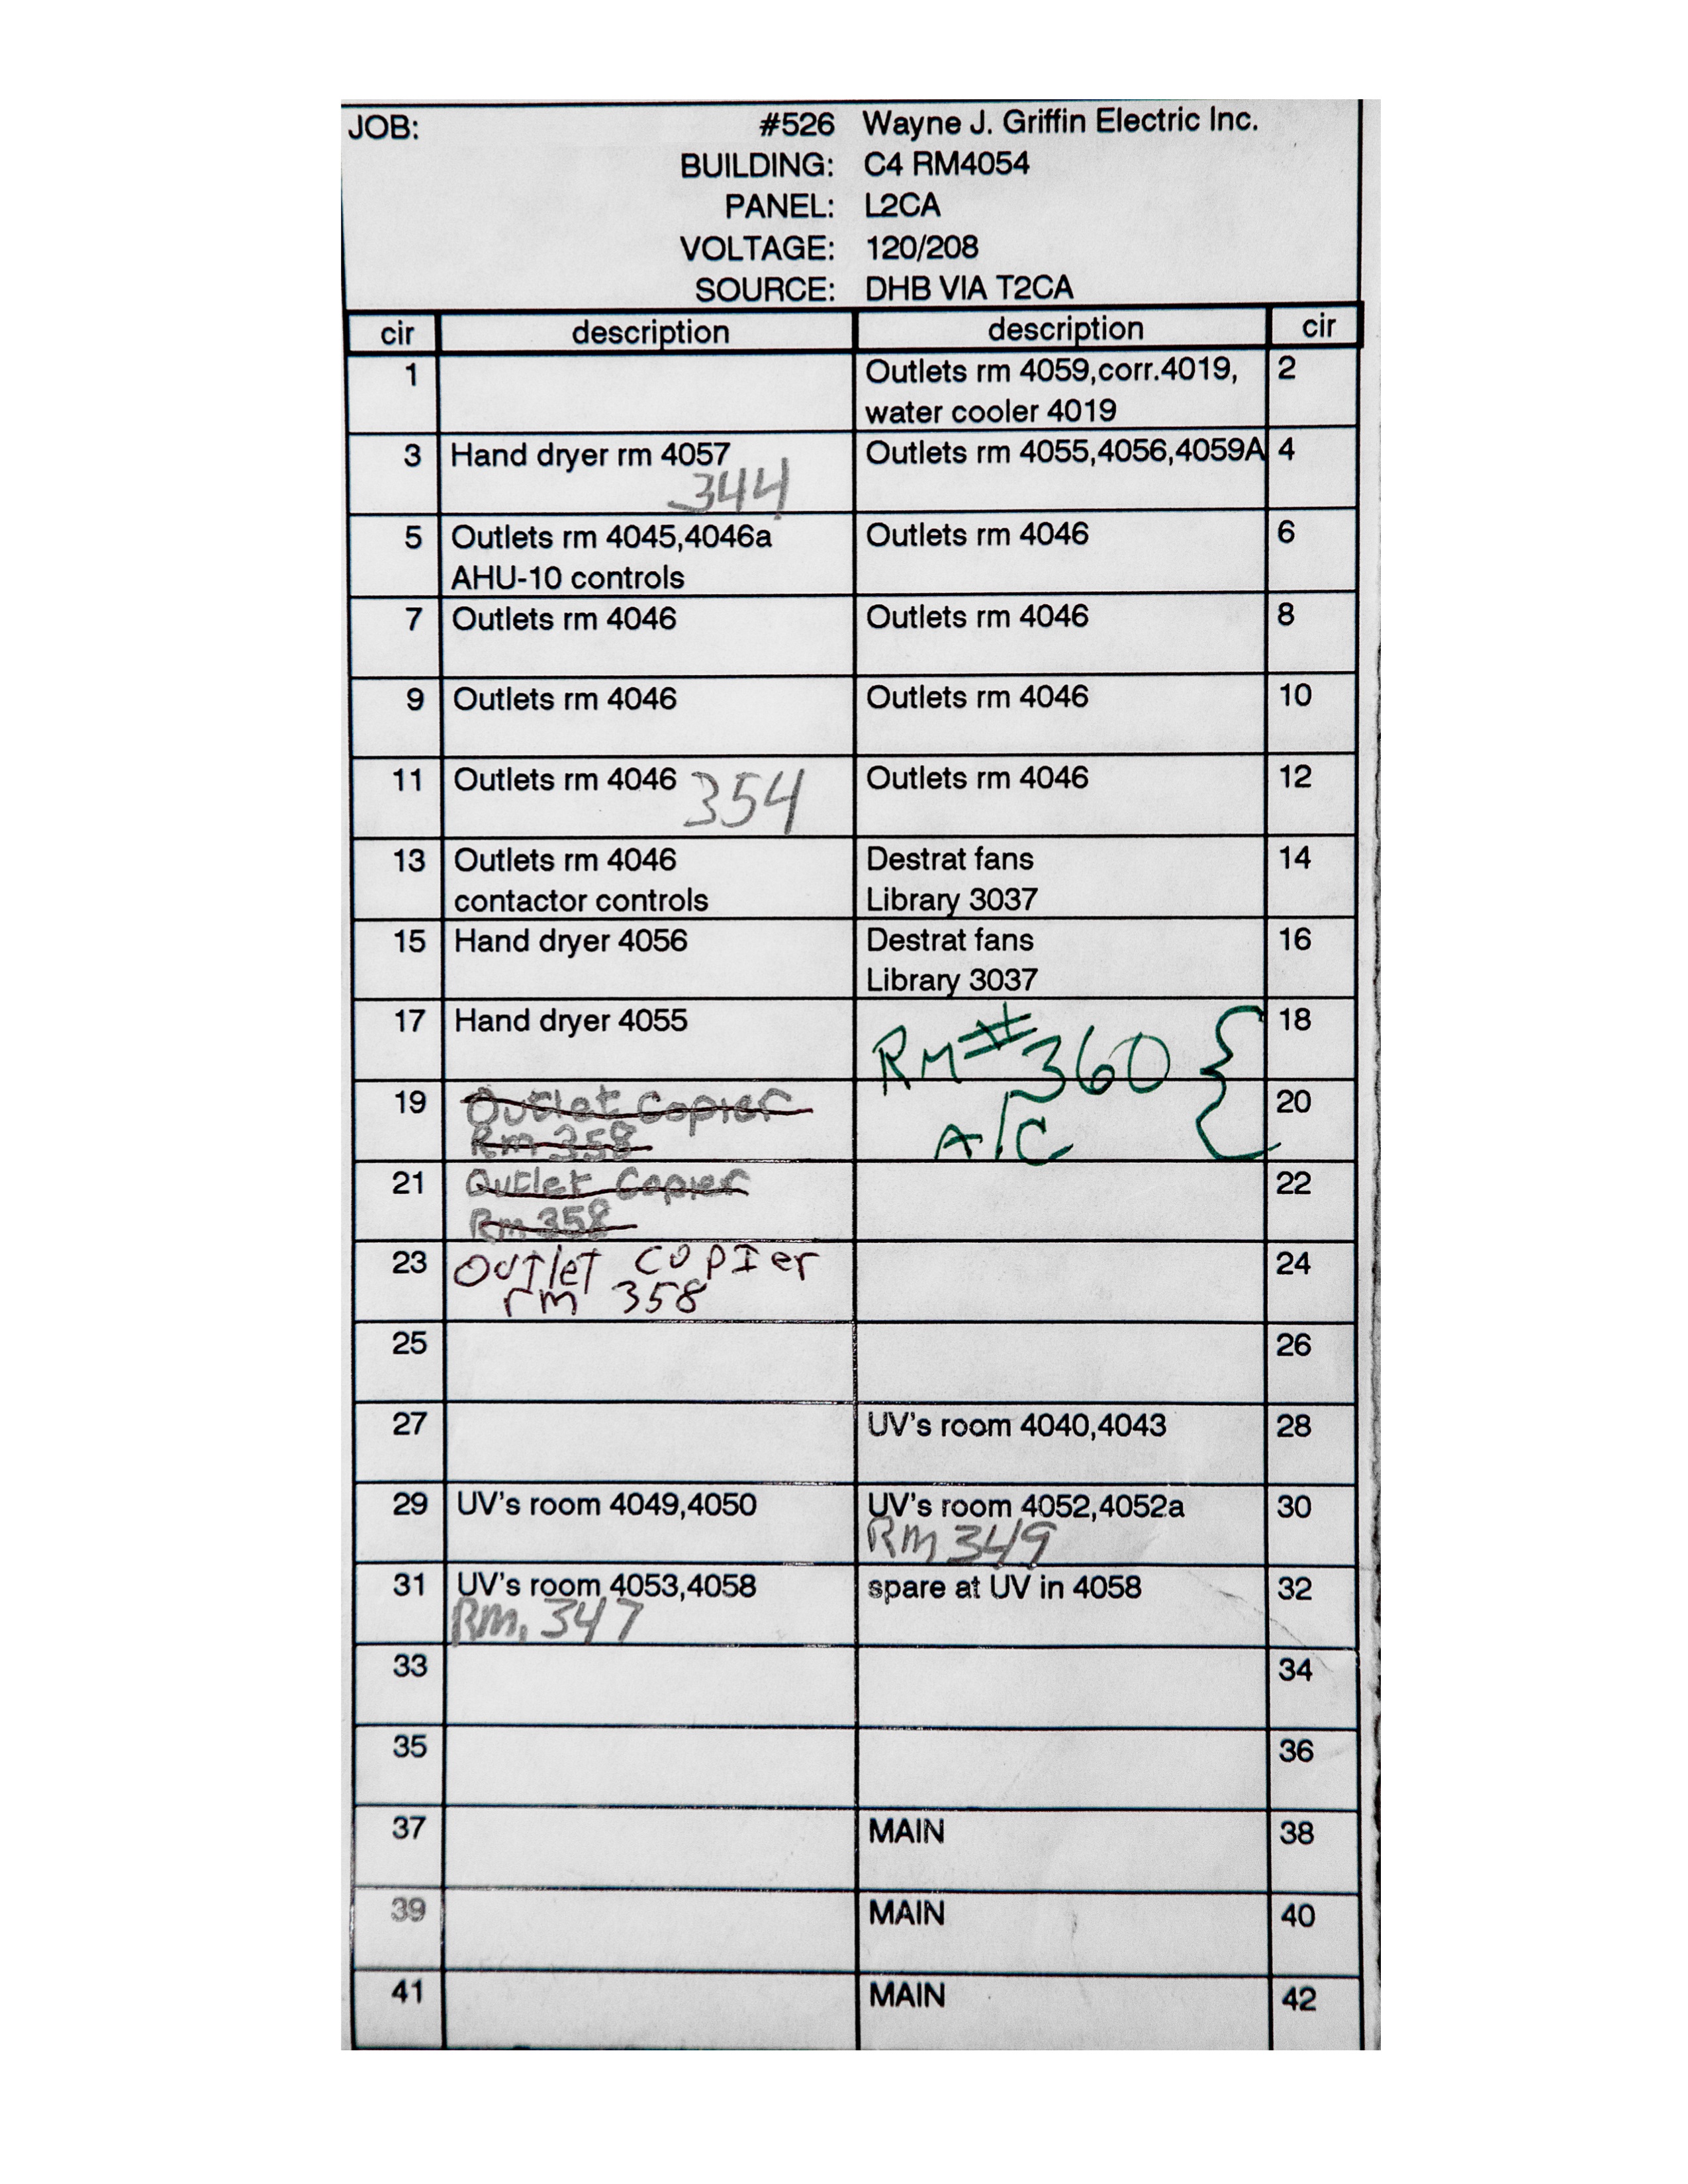 JOB: #526 Wayne J. Griffin Electric Inc.
BUILDING: C4 RM4054
PANEL: L2CA
VOLTAGE: 120/208
SOURCE: DHB VIA T2CA
cir description description cir
1 Outlets rm 4059,corr.4019, 2
water cooler 4019
3 Hand dryer rm 4057 Outlets rm 4055,4056,4059A 4
344
5 Outlets rm 4045,4046a Outlets rm 4046 6
AHU-10 controls
7 Outlets rm 4046 Outlets rm 4046 8
9 Outlets rm 4046 Outlets rm 4046 10
11 Outlets rm 4046 354 Outlets rm 4046 12
13 Outlets rm 4046 Destrat fans 14
contactor controls Library 3037
15 Hand dryer 4056 Destrat fans 16
Library 3037
17 Hand dryer 4055 Rm # 360 18
19 Outlet Copier A/C 20
Rm 358
21 Outlet Copier 22
Rm 358
23 OuTleT COPIer 24
rm 358
25 26
27 UV's room 4040,4043 28
29 UV's room 4049,4050 UV's room 4052,4052a 30
Rm 349
31 UV's room 4053,4058 spare at UV in 4058 32
Rm. 347
33 34
35 36
37 MAIN 38
39 MAIN 40
41 MAIN 42